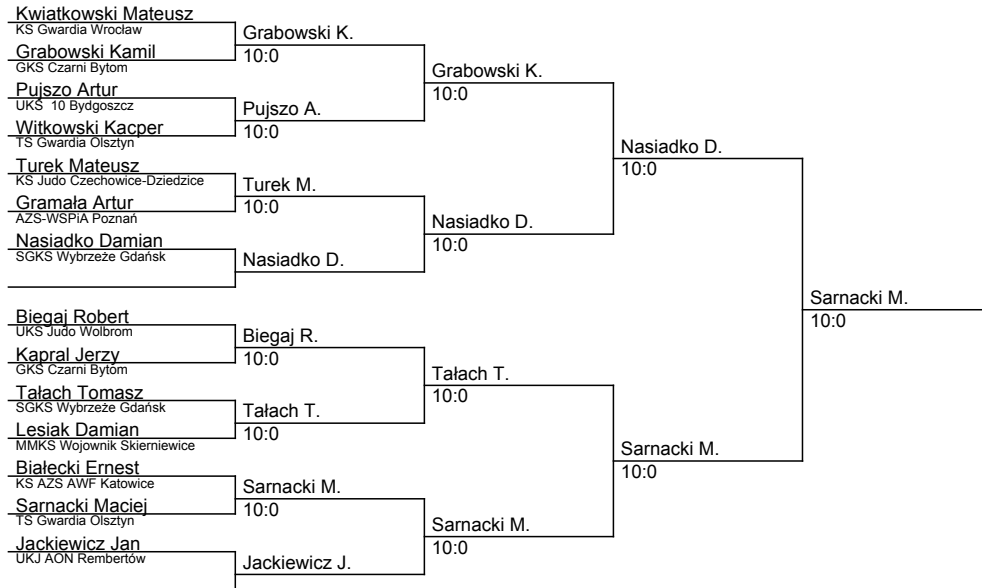 Kwiatkowski Mateusz
KS Gwardia Wrocław
Grabowski Kamil
GKS Czarni Bytom
Pujszo Artur
UKS  10 Bydgoszcz
Witkowski Kacper
TS Gwardia Olsztyn
Turek Mateusz
KS Judo Czechowice-Dziedzice
Gramała Artur
AZS-WSPiA Poznań
Nasiadko Damian
SGKS Wybrzeże Gdańsk
Biegaj Robert
UKS Judo Wolbrom
Kapral Jerzy
GKS Czarni Bytom
Tałach Tomasz
SGKS Wybrzeże Gdańsk
Lesiak Damian
MMKS Wojownik Skierniewice
Białecki Ernest
KS AZS AWF Katowice
Sarnacki Maciej
TS Gwardia Olsztyn
Jackiewicz Jan
UKJ AON Rembertów
Grabowski K.
10:0
Pujszo A.
10:0
Turek M.
10:0
Nasiadko D.
Biegaj R.
10:0
Tałach T.
10:0
Sarnacki M.
10:0
Jackiewicz J.
Grabowski K.
10:0
Nasiadko D.
10:0
Tałach T.
10:0
Sarnacki M.
10:0
Nasiadko D.
10:0
Sarnacki M.
10:0
Sarnacki M.
10:0